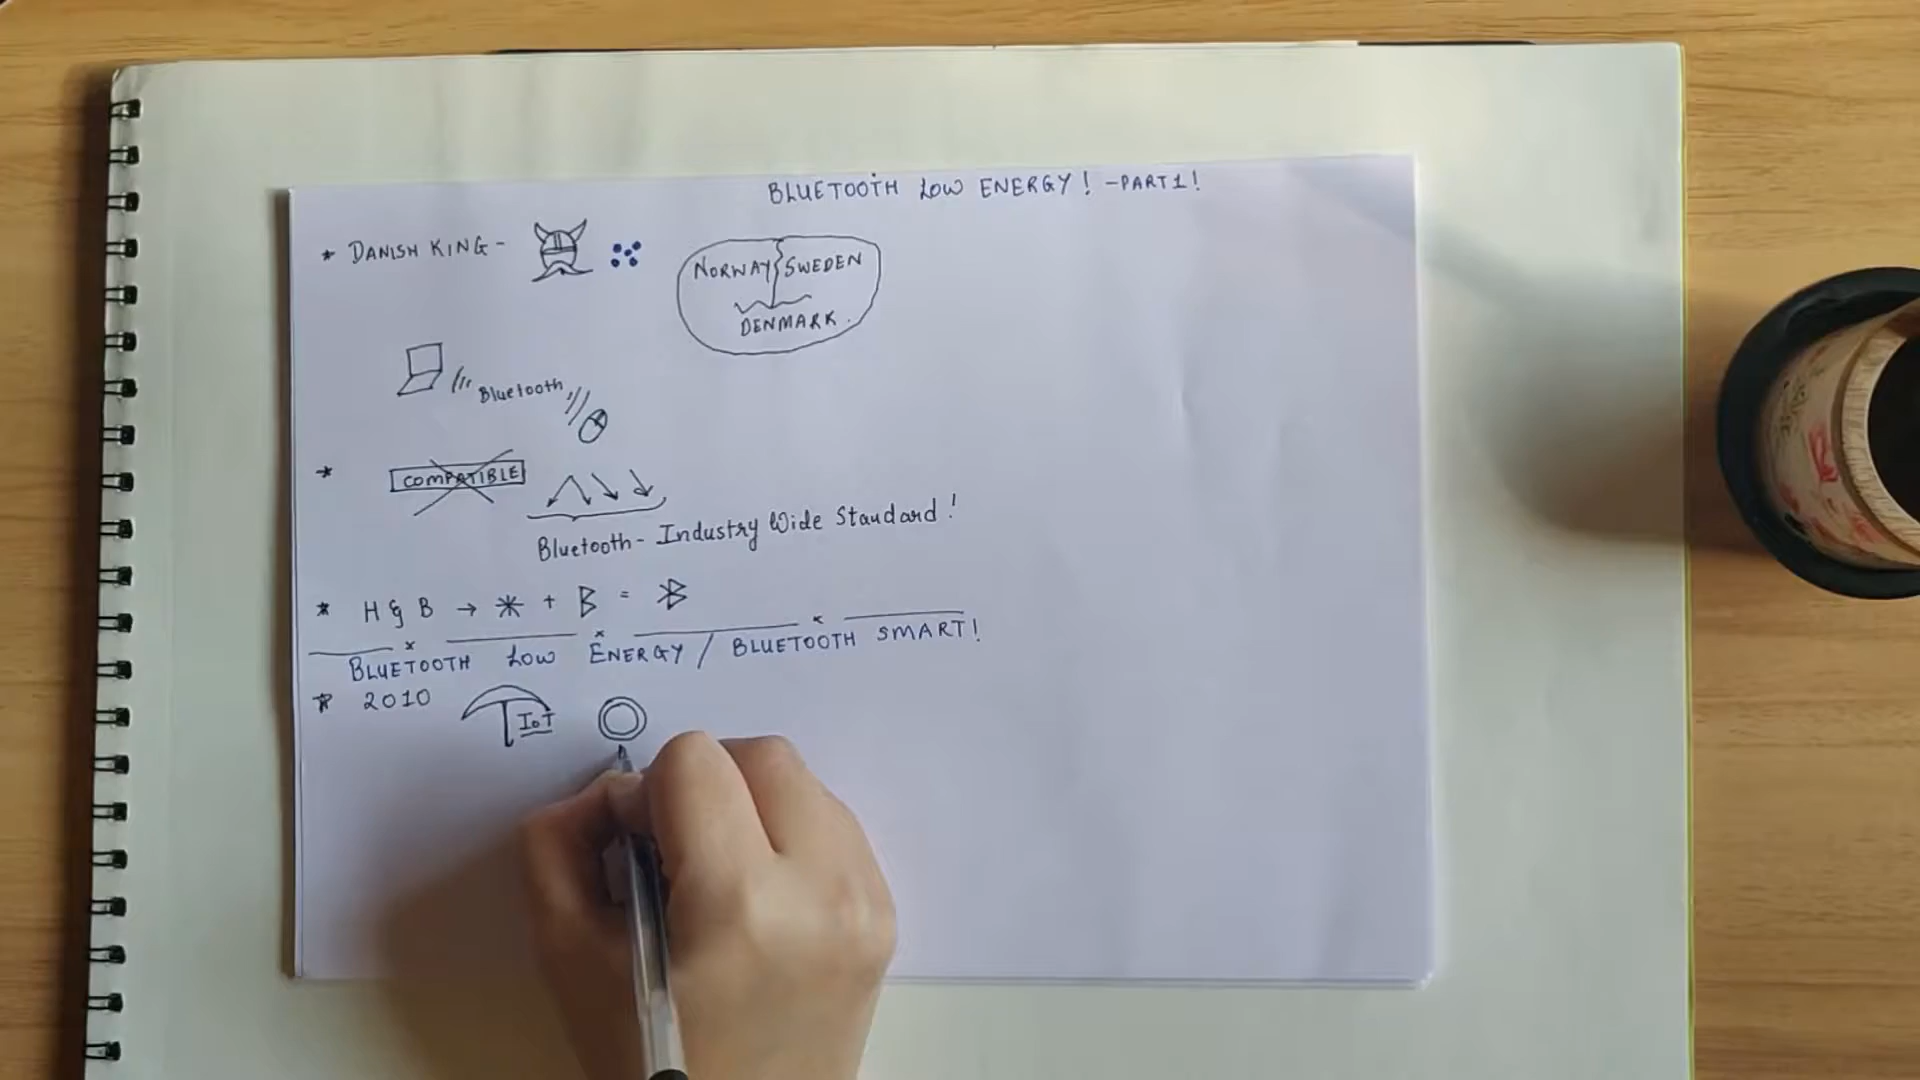 BLUETOOTH LOW ENERGY! - PART1!
* DANISH KING -
NORWAY SWEDEN
DENMARK.
Bluetooth
* COMPATIBLE
Bluetooth - Industry Wide Standard!
* H & B → * + B =
BLUETOOTH LOW ENERGY / BLUETOOTH SMART!
* 2010
IoT